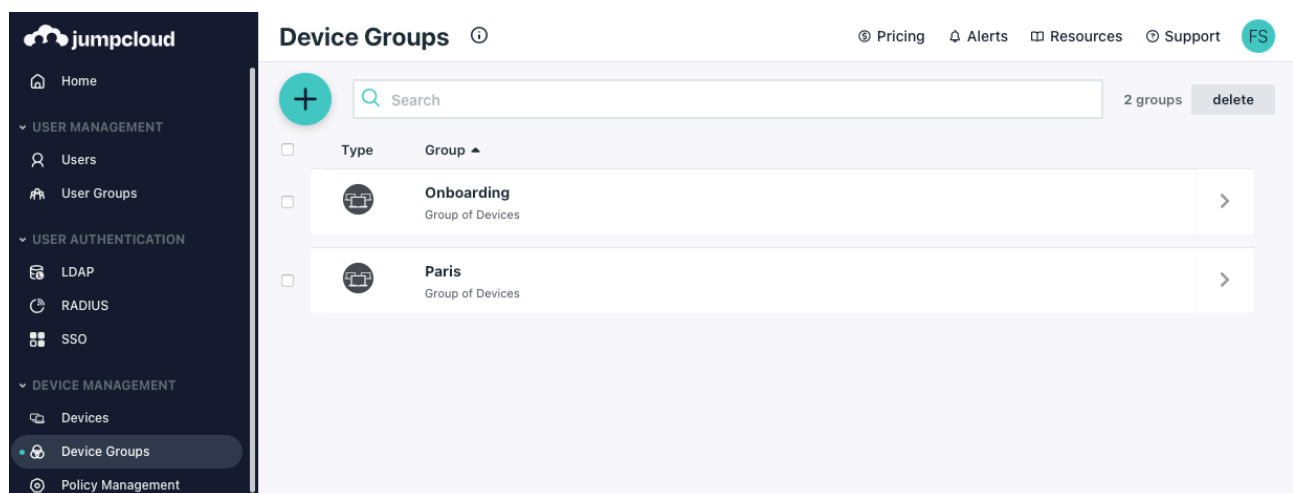 jumpcloud
Home
USER MANAGEMENT
Users
User Groups
USER AUTHENTICATION
LDAP
RADIUS
SSO
DEVICE MANAGEMENT
Devices
Device Groups
Policy Management
Device Groups
Pricing Alerts Resources Support FS
Search
2 groups delete
Type Group
Onboarding
Group of Devices
Paris
Group of Devices